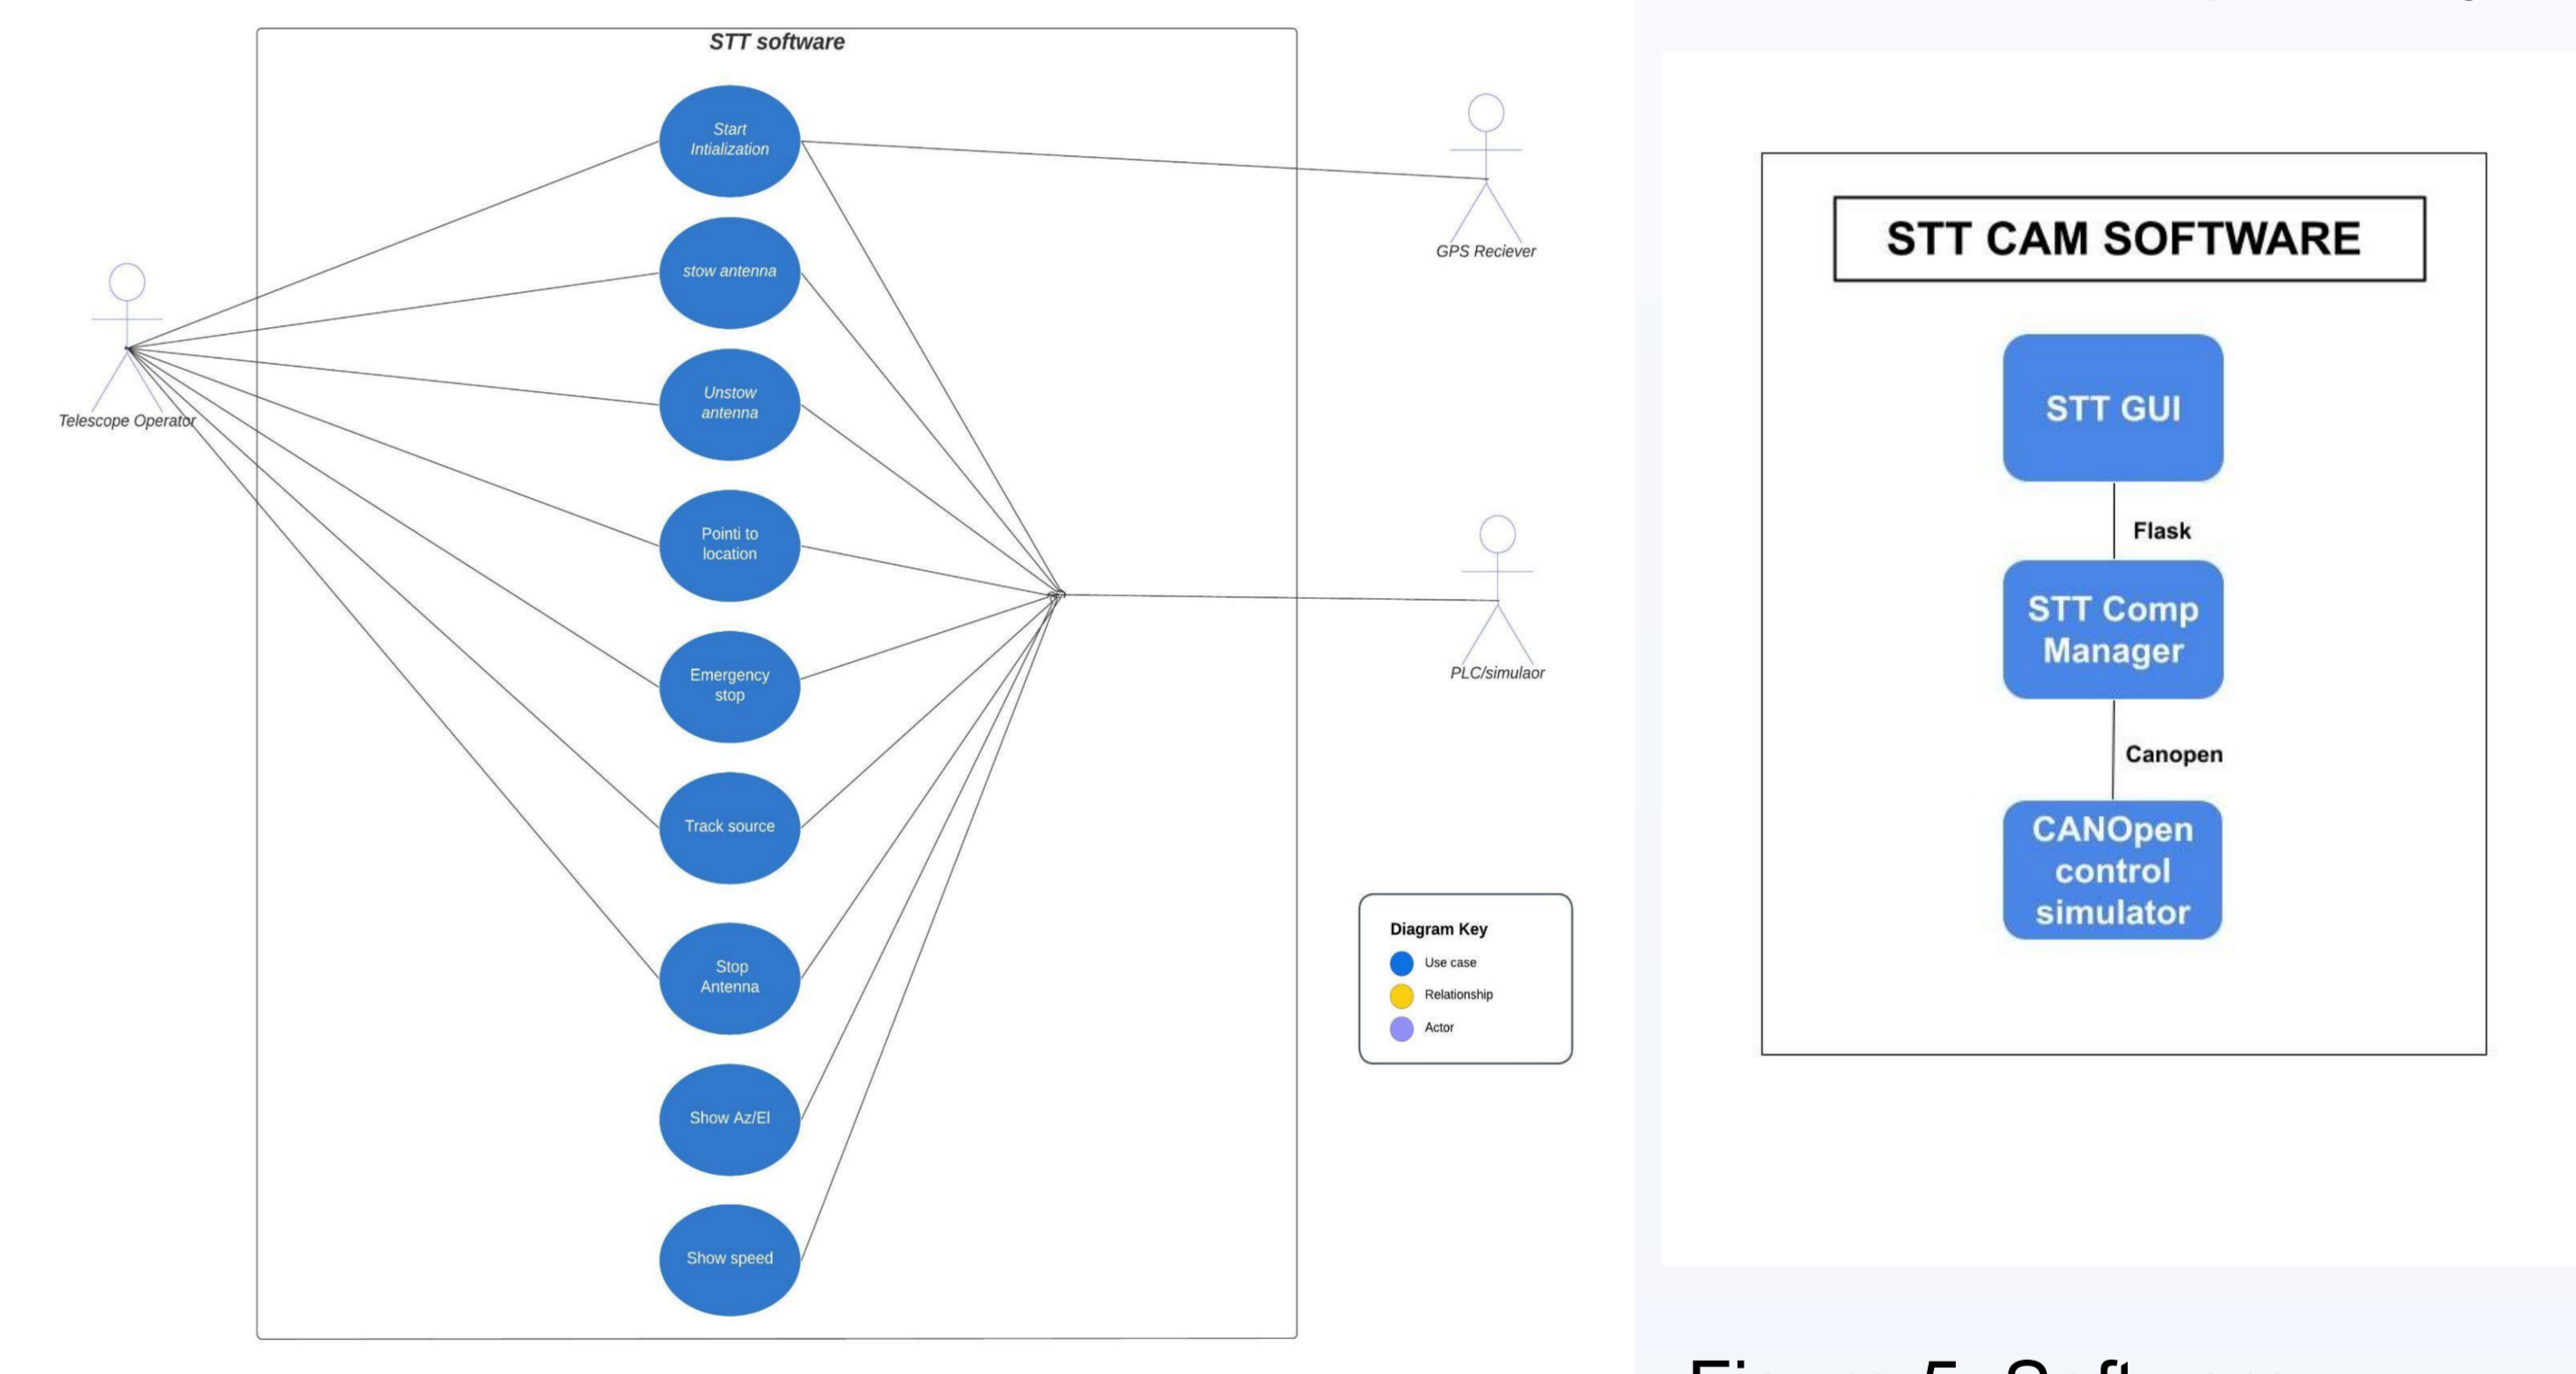 STT software
Start
Intialization
stow antenna
Unstow
antenna
Pointi to
location
Emergency
stop
Track source
Stop
Antenna
Show Az/El
Show speed
Telescope Operator
GPS Reciever
PLC/simulaor
Diagram Key
Use case
Relationship
Actor
STT CAM SOFTWARE
STT GUI
Flask
STT Comp
Manager
Canopen
CANOpen
control
simulator